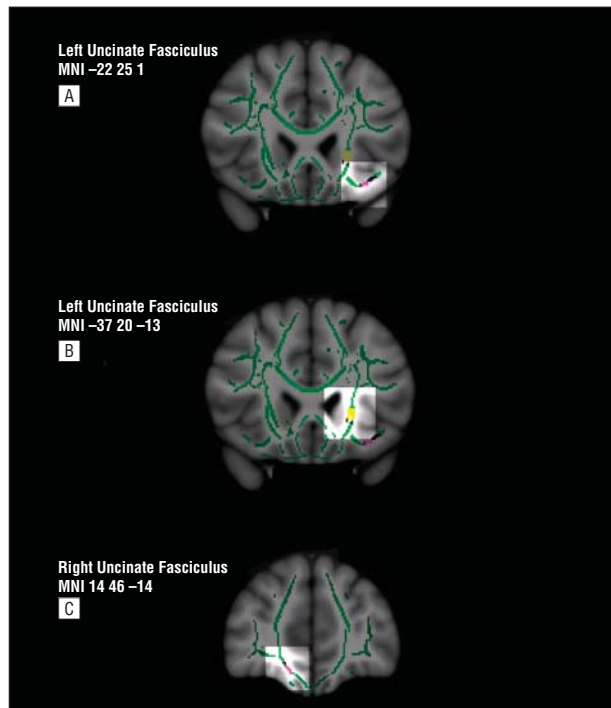 Left Uncinate Fasciculus
MNI –22 25 1
A
Left Uncinate Fasciculus
MNI –37 20 –13
B
Right Uncinate Fasciculus
MNI 14 46 –14
C